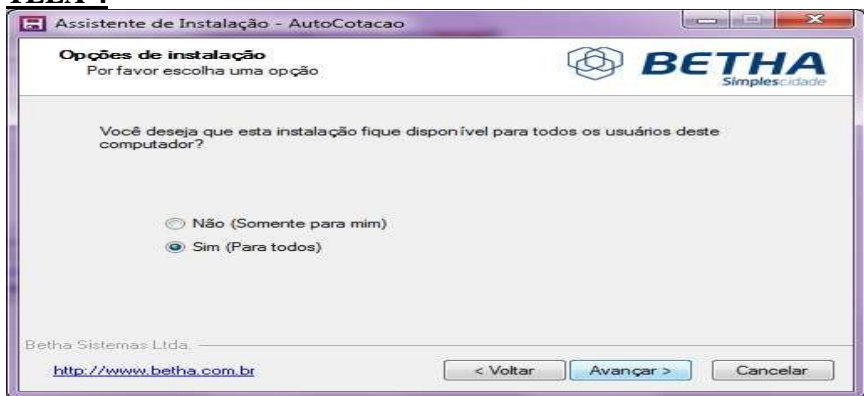 TELA 4
Assistente de Instalação - AutoCotacao
Opções de instalação
Por favor escolha uma opção
BETHA
Simplescidade
Você deseja que esta instalação fique disponível para todos os usuários deste
computador?
Não (Somente para mim)
Sim (Para todos)
Betha Sistemas Ltda.
http://www.betha.com.br
< Voltar
Avançar >
Cancelar